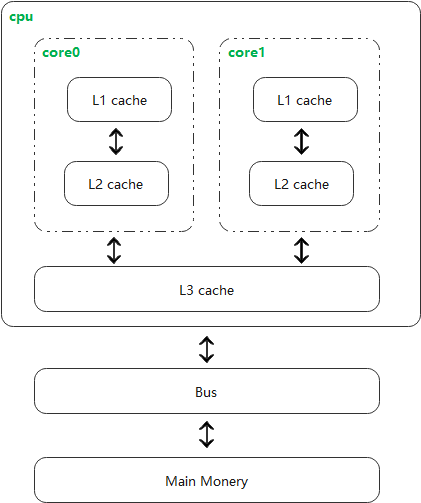 cpu
core0
core1
L1 cache
L1 cache
L2 cache
L2 cache
L3 cache
Bus
Main Monery